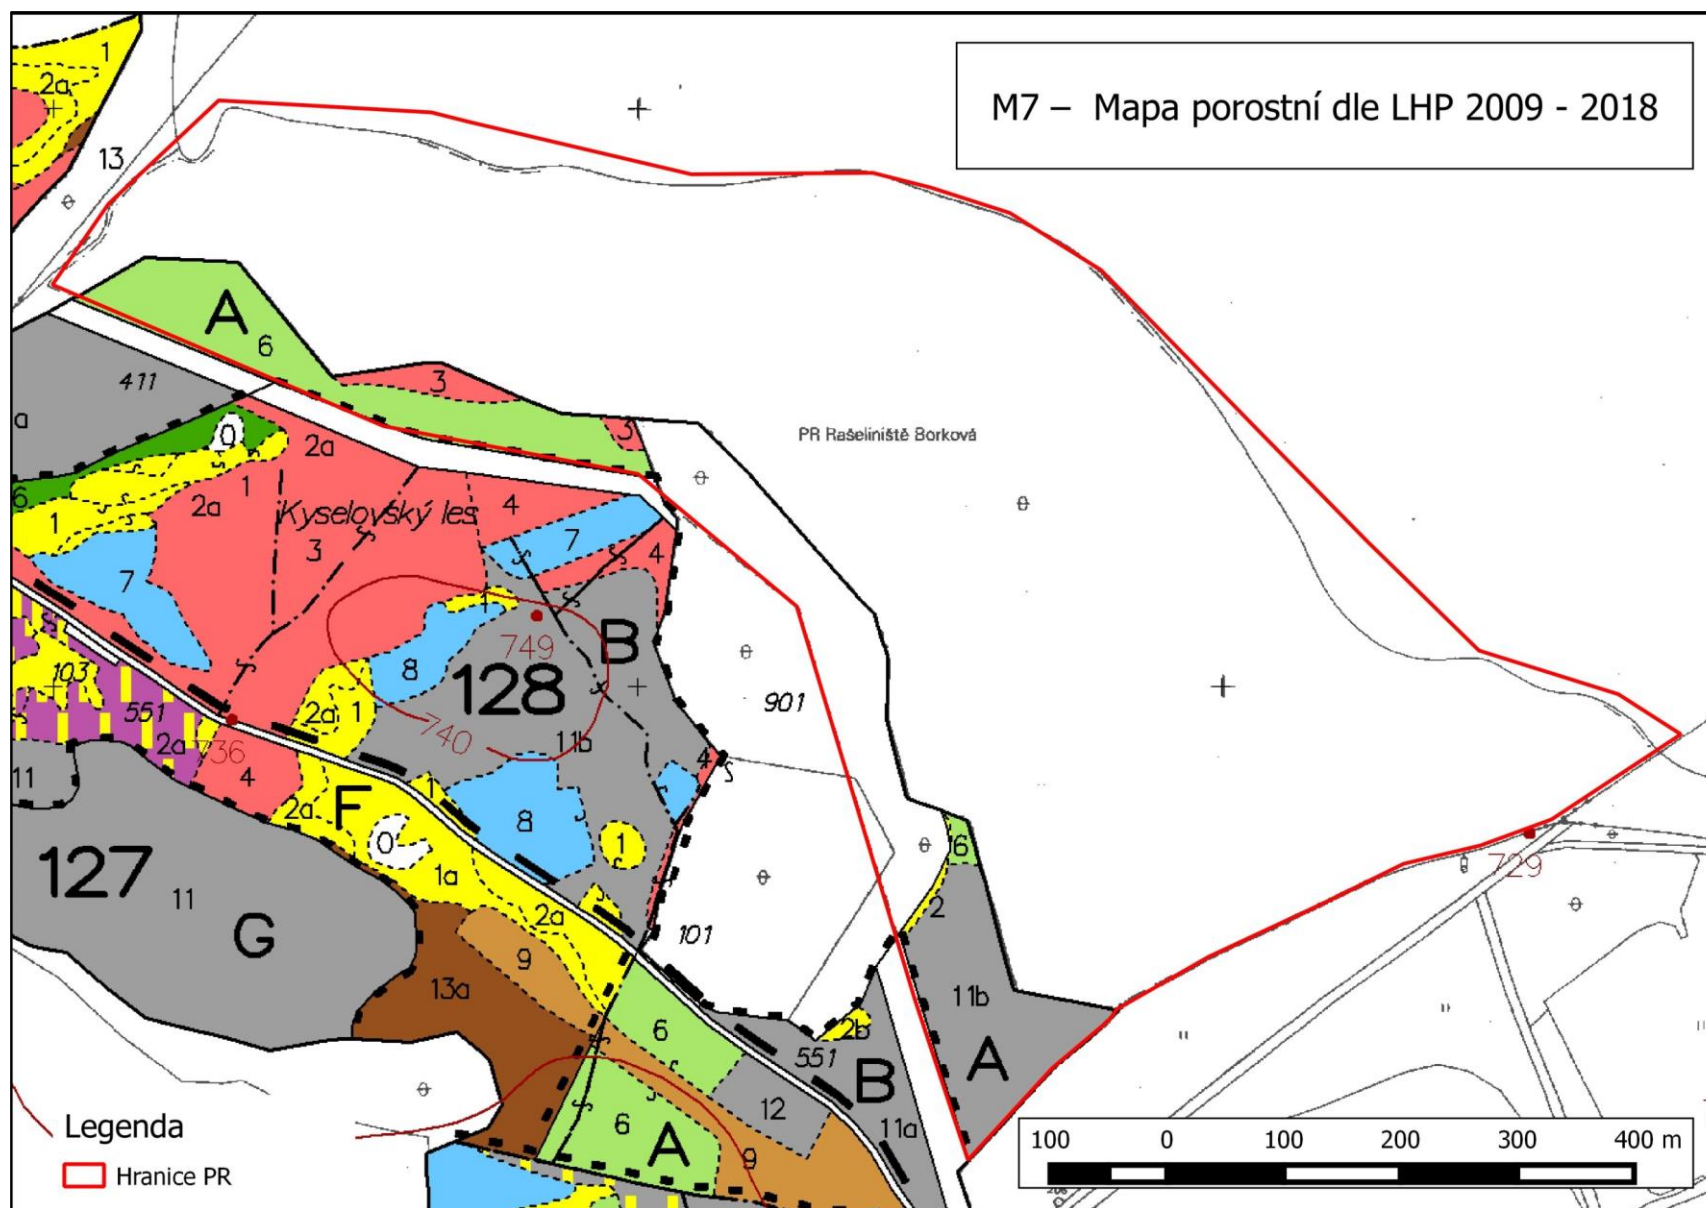 M7 – Mapa porostní dle LHP 2009 - 2018
1
2a
13
A
6
3
411
a
0
2a
3
PR Rašeliniště Borková
1
6
2a
4
Kyselovský les
1
3
7
4
7
1
749
B
8
128
103
2a
1
901
551
740
11b
2a
736
4
11
4
1
2a
F
8
0
1
6
127
1a
729
11
2
2a
101
G
9
13a
11b
6
2b
551
A
B
12
6
A
11a
9
Legenda
Hranice PR
100 0 100 200 300 400 m